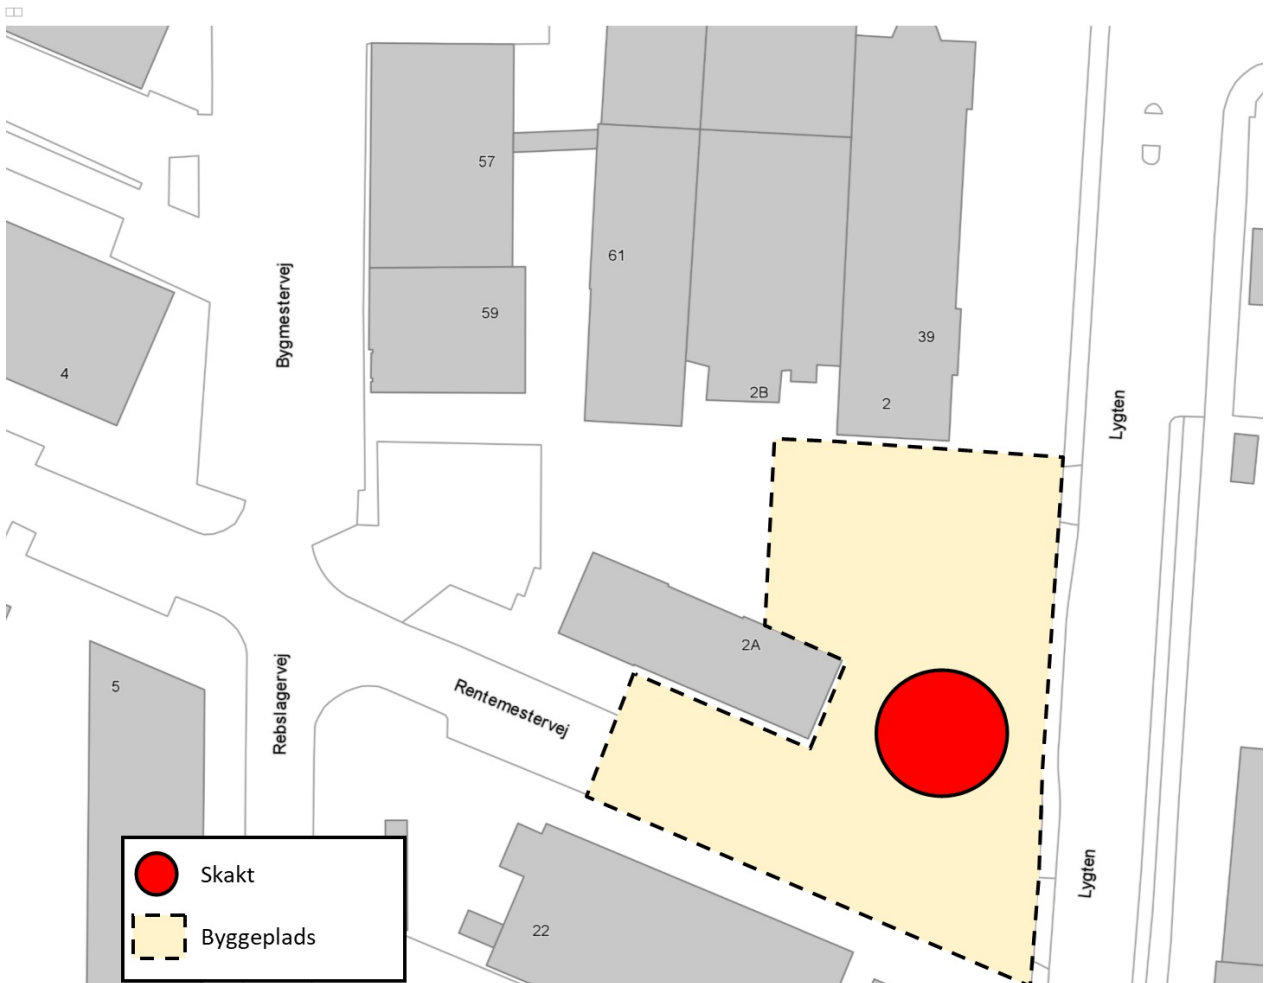 57
61
Bygmestervej
59
39
4
2B
2
Lygten
2A
5
Rebslagervej
Rentemestervej
Lygten
22
Skakt
Byggeplads